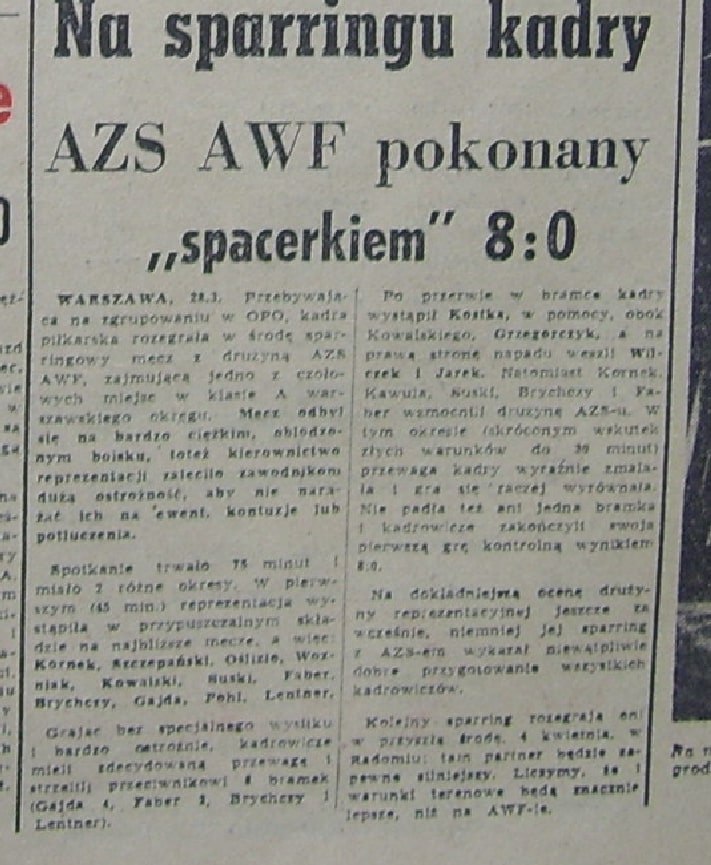 Na sparringu kadry
AZS AWF pokonany
„spacerkiem" 8:0
WARSZAWA, 28.3. Przebywają-
ca na zgrupowaniu w OPO, kadra
piłkarska rozegrała w środę spar-
ringowy mecz z drużyną AZS
AWF, zajmującą jedno z czoło-
wych miejsc w klasie A war-
szawskiego okręgu. Mecz odbył
się na bardzo ciężkim, oblodzo-
nym boisku, toteż kierownictwo
reprezentacji zaleciło zawodnikom
dużą ostrożność, aby nie nara-
żać ich na ewent. kontuzje lub
potłuczenia.
Spotkanie trwało 75 minut i
miało 2 różne okresy. W pierw-
szym (45 min.) reprezentacja wy-
stąpiła w przypuszczalnym skła-
dzie na najbliższe mecze, a więc:
Kornek, Szczepański, Oślizło, Woź-
niak, Kowalski, Suski, Faber,
Brychczy, Gajda, Pohl, Lentner.
Grając bez specjalnego wysiłku
i bardzo ostrożnie, kadrowicze
mieli zdecydowaną przewagę i
strzelili przeciwnikowi 8 bramek
(Gajda 4, Faber Brychczy i
Lentner).
Po przerwie w bramce kadry
wystąpił Kostka, w pomocy, obok
Kowalskiego, Grzegorczyk, a na
prawą stronę napadu weszli Wil-
czek i Jarek. Natomiast Kornek,
Kawula, Suski, Brychczy i Fa-
ber wzmocnili drużynę AZS-u. W
tym okresie (skróconym wskutek
złych warunków do 30 minut)
przewaga kadry wyraźnie zmala-
ła i gra się raczej wyrównała.
Nie padła też ani jedna bramka
i kadrowicze zakończyli swoją
pierwszą grę kontrolną wynikiem
8:0.
Na dokładniejszą ocenę druży-
ny reprezentacyjnej jeszcze za
wcześnie, niemniej jej sparring
z AZS-em wykazał niewątpliwie
dobre przygotowanie wszystkich
kadrowiczów.
Kolejny sparring rozegrają oni
w przyszłą środę, 4 kwietnia, w
Radomiu; tam partner będzie za-
pewne silniejszy. Liczymy, że i
warunki terenowe będą znacznie
lepsze, niż na AWF-ie.